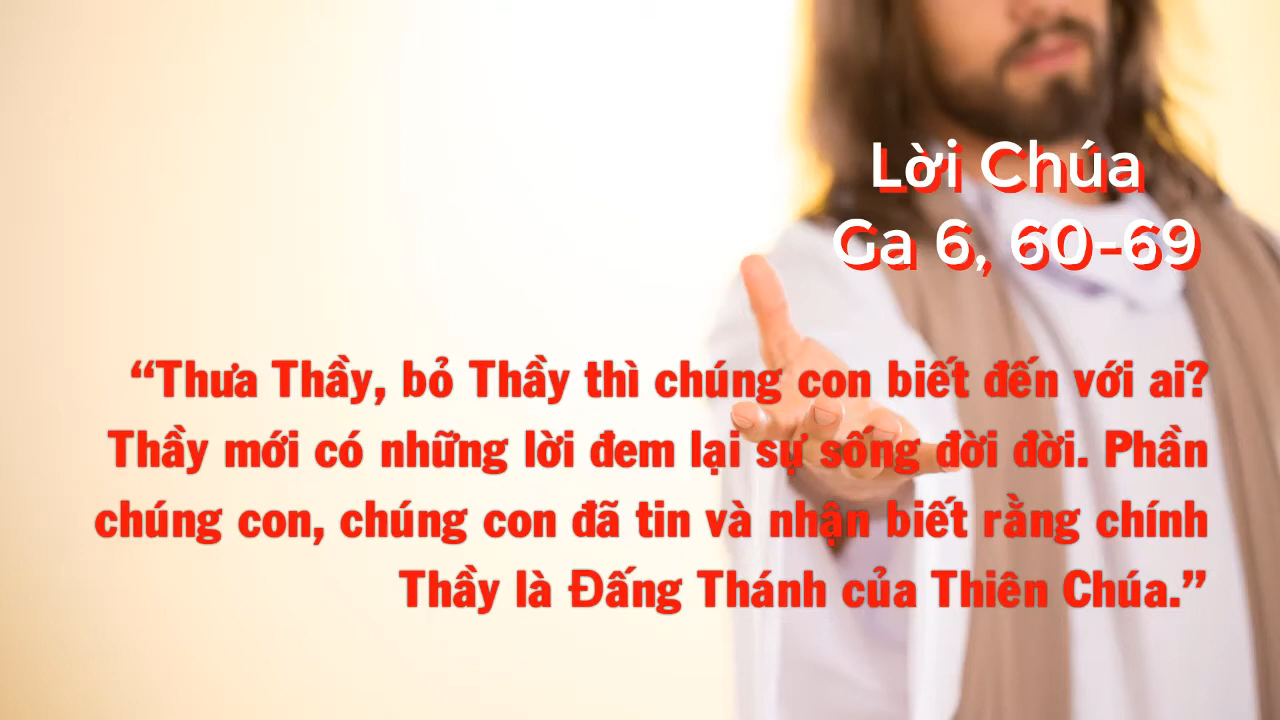 Lời Chúa
Ga 6, 60-69
“Thưa Thầy, bỏ Thầy thì chúng con biết đến với ai?
Thầy mới có những lời đem lại sự sống đời đời. Phần
chúng con, chúng con đã tin và nhận biết rằng chính
Thầy là Đấng Thánh của Thiên Chúa.”